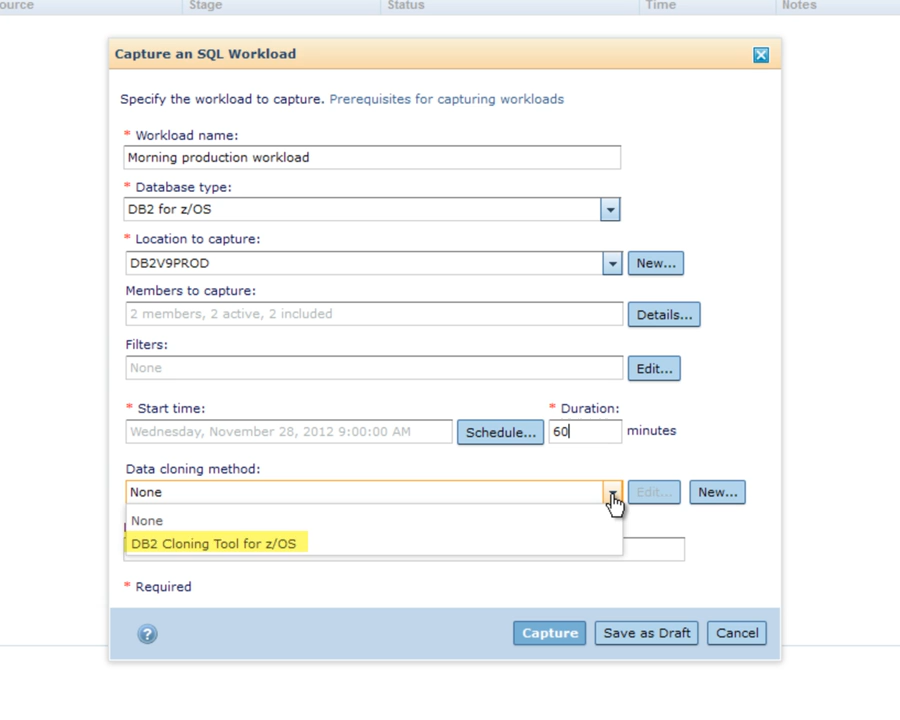 Stage Status Time Notes
Capture an SQL Workload
Specify the workload to capture. Prerequisites for capturing workloads
* Workload name:
Morning production workload
* Database type:
DB2 for z/OS
* Location to capture:
DB2V9PROD New...
Members to capture:
2 members, 2 active, 2 included Details...
Filters:
None Edit...
* Start time: * Duration:
Wednesday, November 28, 2012 9:00:00 AM Schedule... 60 minutes
Data cloning method:
None Edit... New...
None
DB2 Cloning Tool for z/OS
* Required
? Capture Save as Draft Cancel